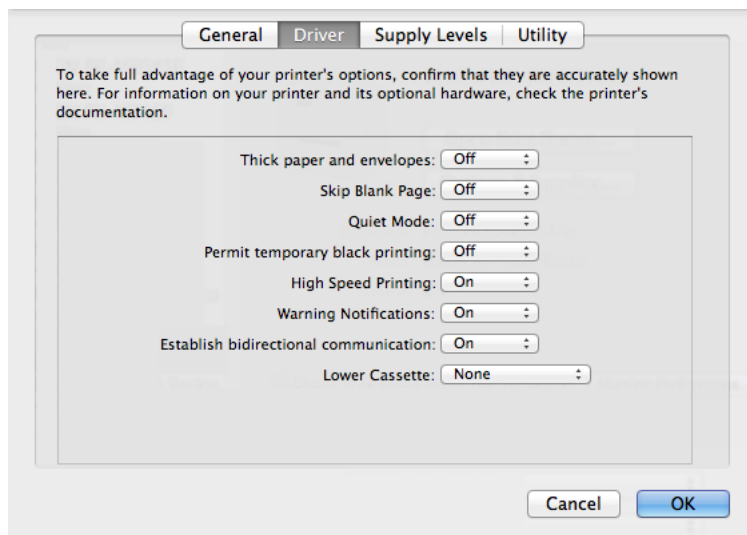 General Driver Supply Levels Utility
To take full advantage of your printer's options, confirm that they are accurately shown
here. For information on your printer and its optional hardware, check the printer's
documentation.
Thick paper and envelopes: Off
Skip Blank Page: Off
Quiet Mode: Off
Permit temporary black printing: Off
High Speed Printing: On
Warning Notifications: On
Establish bidirectional communication: On
Lower Cassette: None
Cancel OK